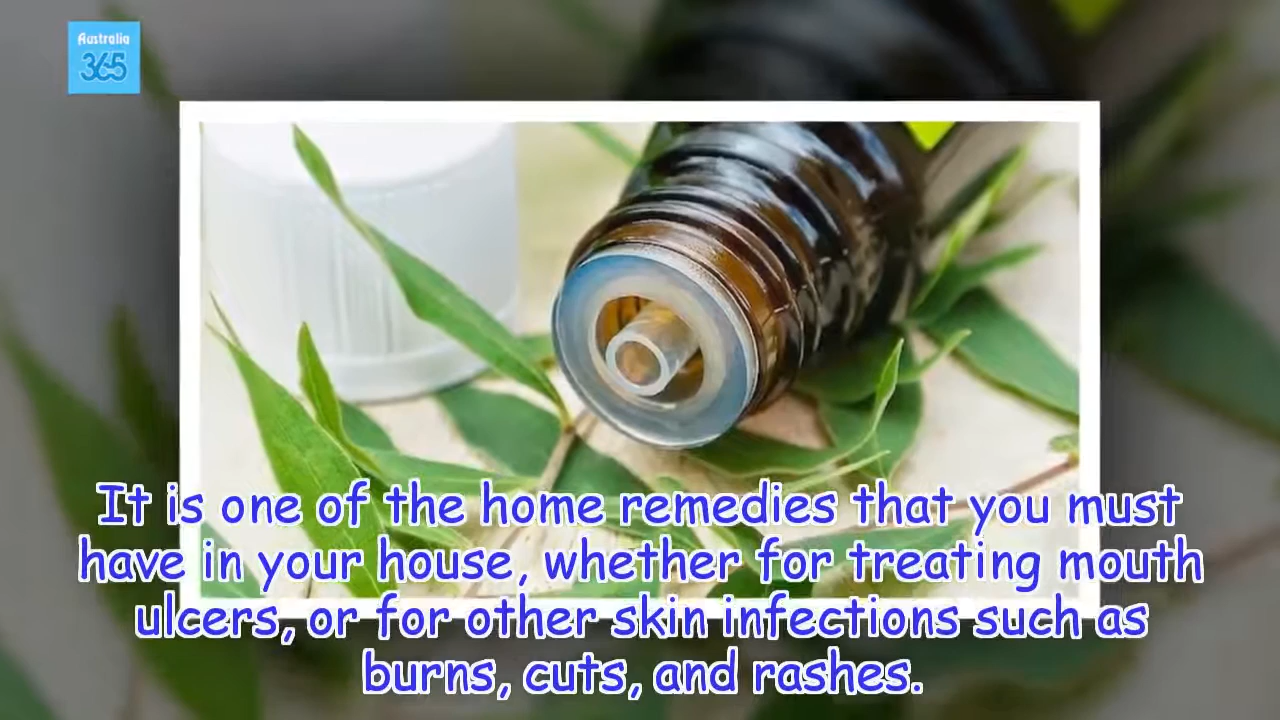 Australia
365
It is one of the home remedies that you must
have in your house, whether for treating mouth
ulcers, or for other skin infections such as
burns, cuts, and rashes.